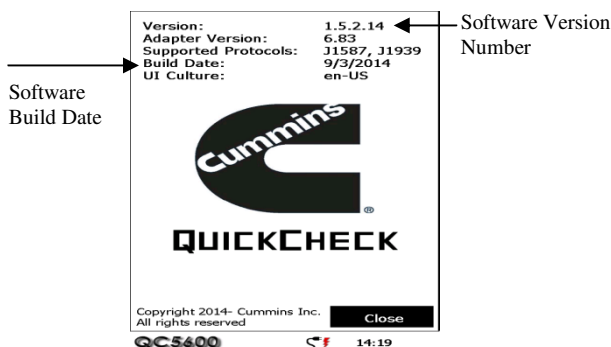 Version: 1.5.2.14
Adapter Version: 6.83
Supported Protocols: J1587, J1939
Build Date: 9/3/2014
UI Culture: en-US
Software Version
Number
Software
Build Date
Cummins
®
QUICKCHECK
Copyright 2014- Cummins Inc.
All rights reserved
Close
QC5600 14:19